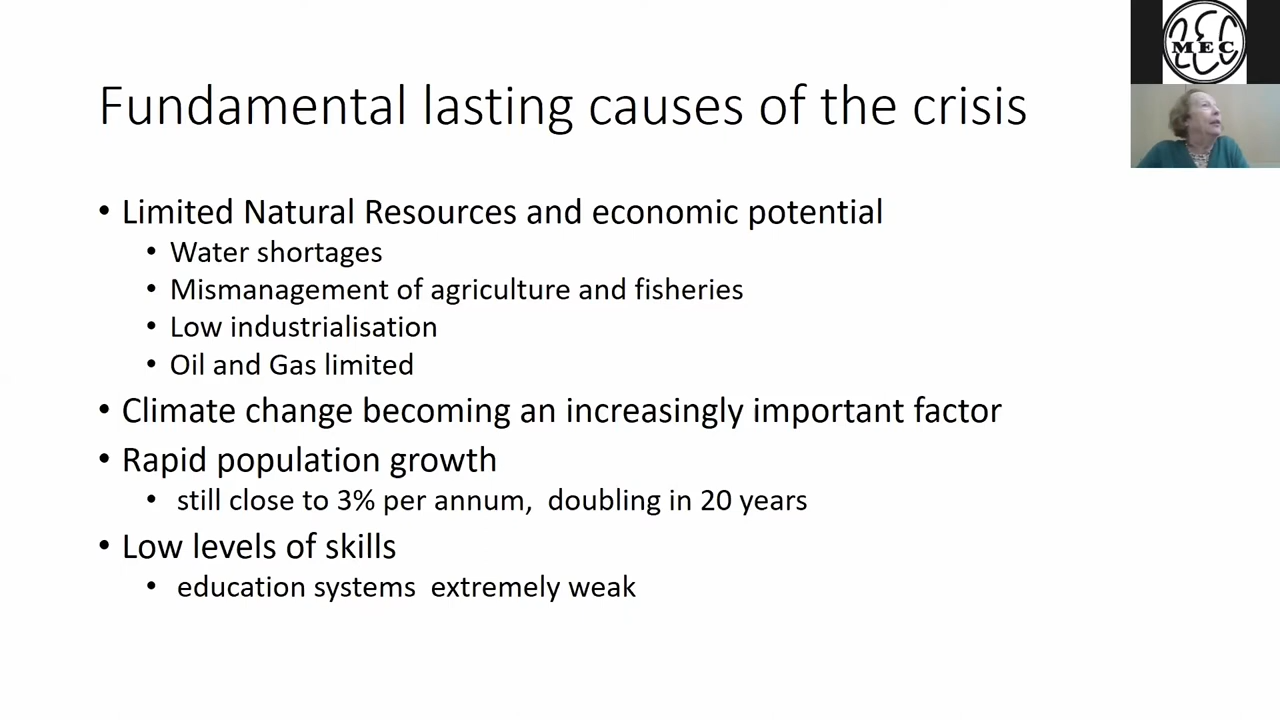 MEC
Fundamental lasting causes of the crisis
• Limited Natural Resources and economic potential
• Water shortages
• Mismanagement of agriculture and fisheries
• Low industrialisation
• Oil and Gas limited
• Climate change becoming an increasingly important factor
• Rapid population growth
• still close to 3% per annum, doubling in 20 years
• Low levels of skills
• education systems extremely weak